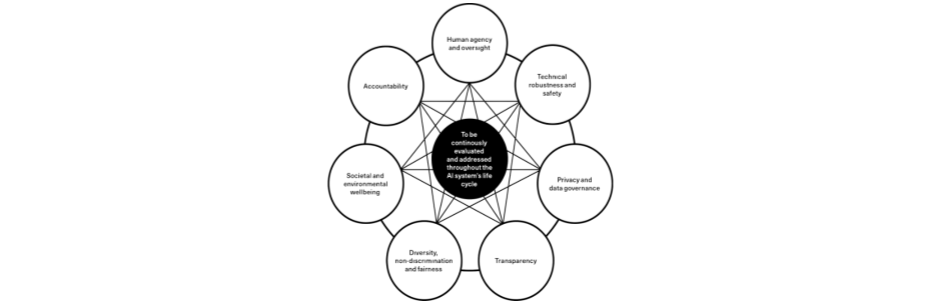 Human agency
and oversight
Technical
robustness and
safety
Privacy and
data governance
Transparency
Diversity,
non-discrimination
and fairness
Societal and
environmental
wellbeing
Accountability
To be
continously
evaluated
and addressed
throughout the
AI system's life
cycle